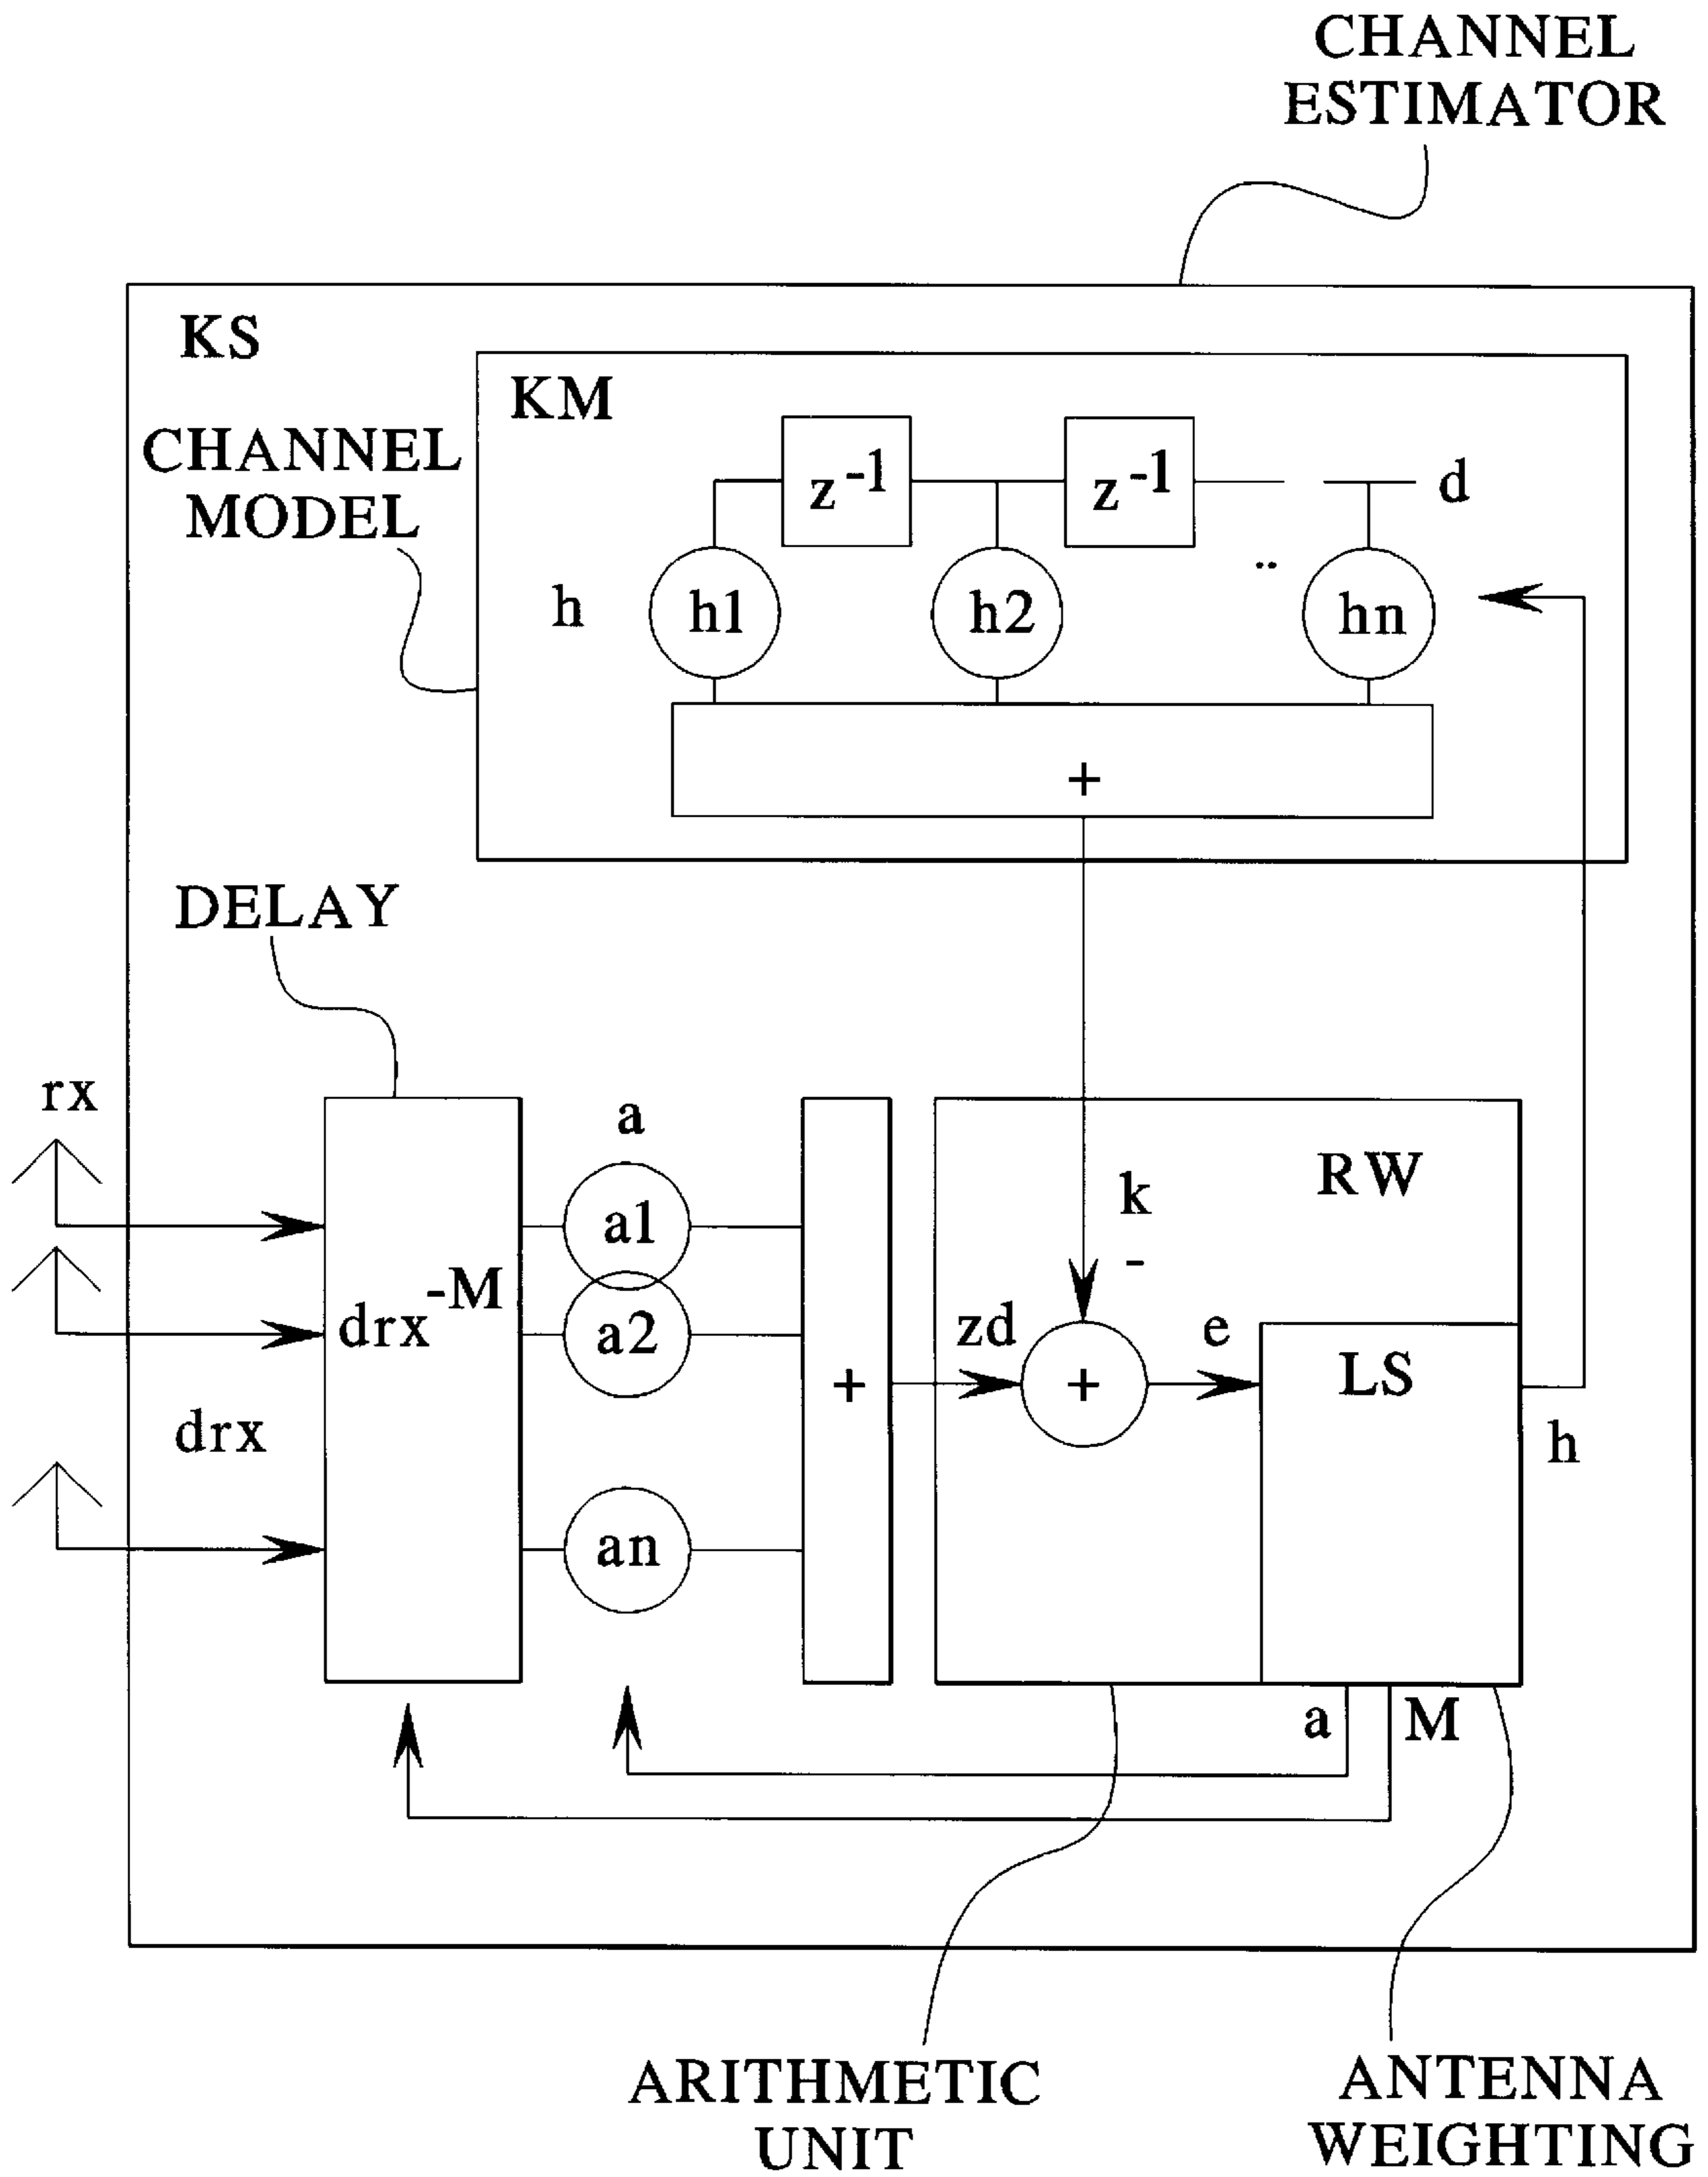 CHANNEL
ESTIMATOR
KS
KM
CHANNEL
MODEL
z-1
z-1
d
..
h
h1
h2
hn
+
DELAY
rx
a
a1
k
RW
-
drx-M
a2
zd
+
e
LS
+
drx
h
an
a
M
ARITHMETIC
UNIT
ANTENNA
WEIGHTING